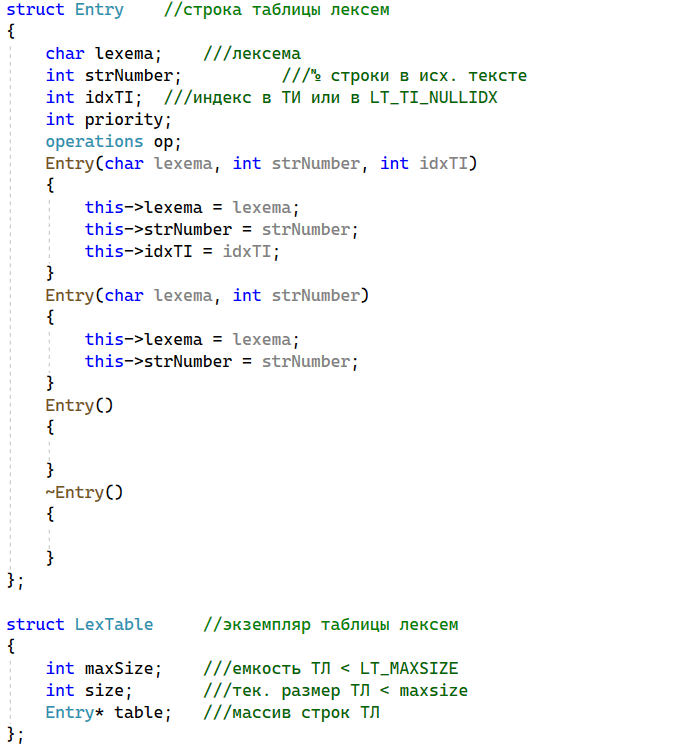 struct Entry    //строка таблицы лексем
{
    char lexema;    ///лексема
    int strNumber;          ///% строки в исх. тексте
    int idxTI;  ///индекс в ТИ или в LT_TI_NULLIDX
    int priority;
    operations op;
    Entry(char lexema, int strNumber, int idxTI)
    {
        this->lexema = lexema;
        this->strNumber = strNumber;
        this->idxTI = idxTI;
    }
    Entry(char lexema, int strNumber)
    {
        this->lexema = lexema;
        this->strNumber = strNumber;
    }
    Entry()
    {

    }
    ~Entry()
    {

    }
};

struct LexTable     //экземпляр таблицы лексем
{
    int maxSize;    ///емкость ТЛ < LT_MAXSIZE
    int size;       ///тек. размер ТЛ < maxsize
    Entry* table;   ///массив строк ТЛ
};